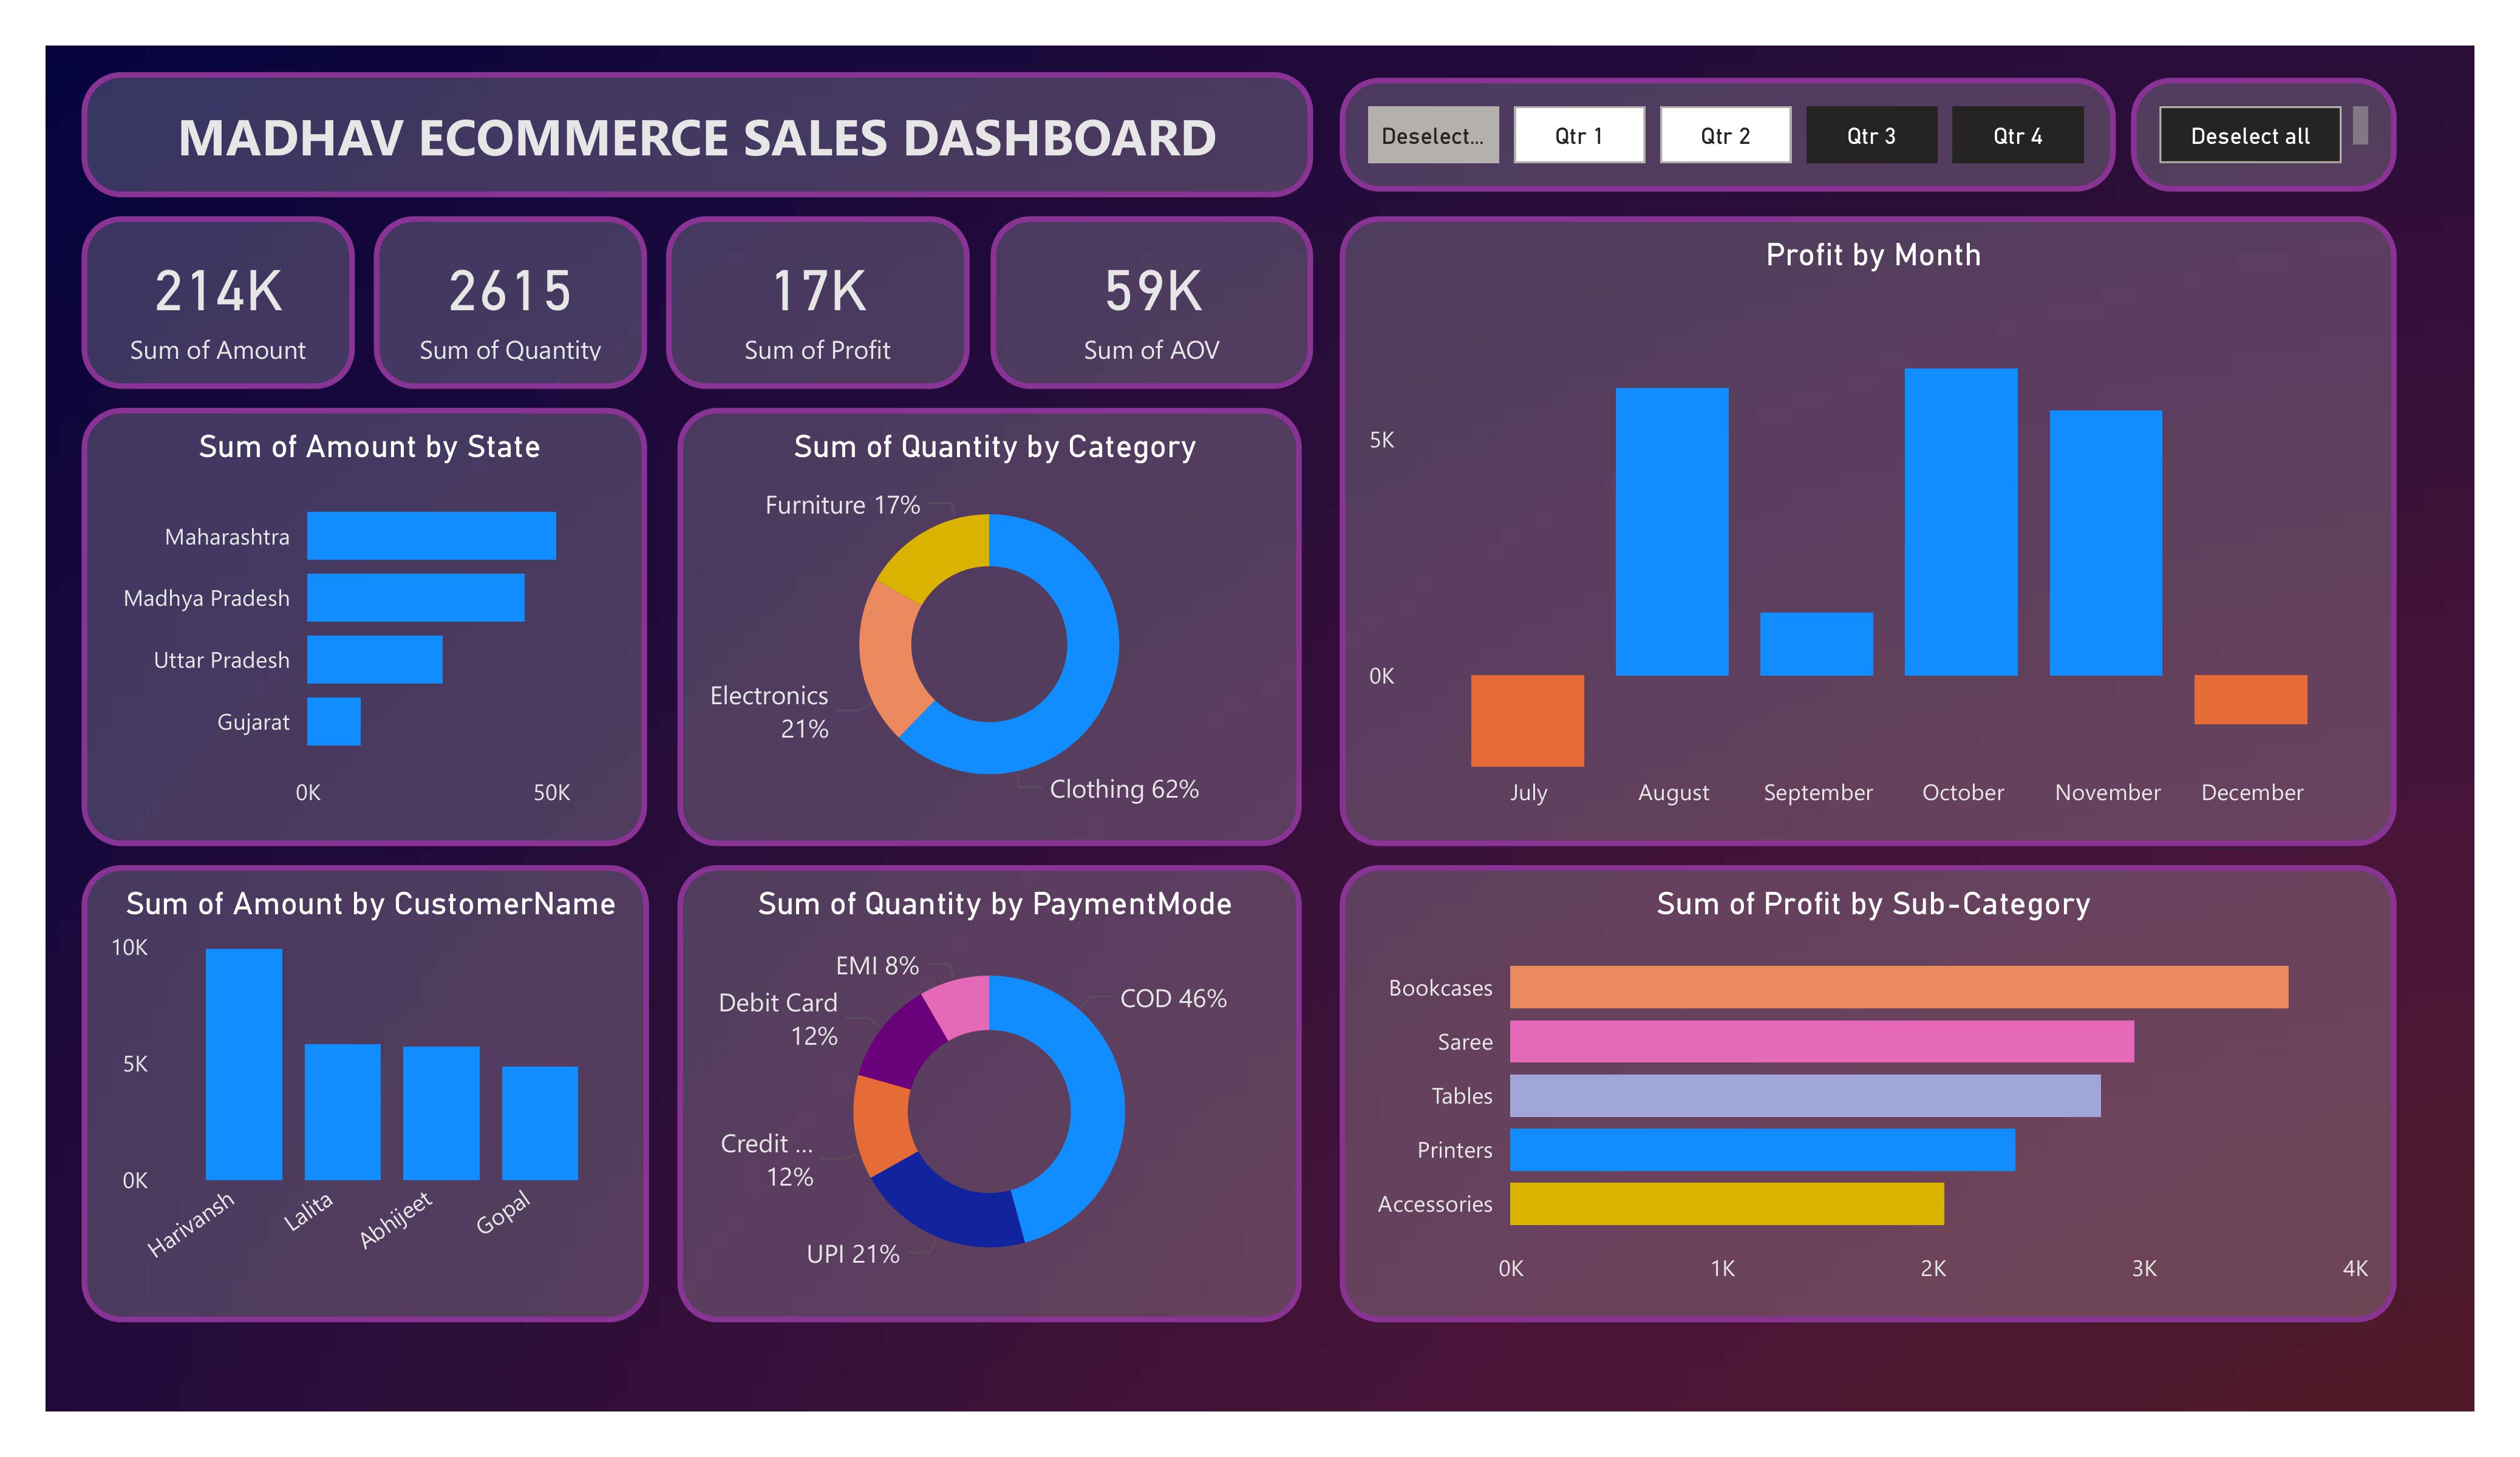 MADHAV ECOMMERCE SALES DASHBOARD
Deselect...
Qtr 1
Qtr 2
Qtr 3
Qtr 4
Deselect all
214K
Sum of Amount
2615
Sum of Quantity
17K
Sum of Profit
59K
Sum of AOV
Profit by Month
5K
0K
July
August
September
October
November
December
Sum of Amount by State
Maharashtra
Madhya Pradesh
Uttar Pradesh
Gujarat
0K
50K
Sum of Quantity by Category
Furniture 17%
Electronics
21%
Clothing 62%
Sum of Amount by CustomerName
10K
5K
0K
Harivansh
Lalita
Abhijeet
Gopal
Sum of Quantity by PaymentMode
EMI 8%
Debit Card
12%
Credit ...
12%
UPI 21%
COD 46%
Sum of Profit by Sub-Category
Bookcases
Saree
Tables
Printers
Accessories
0K
1K
2K
3K
4K